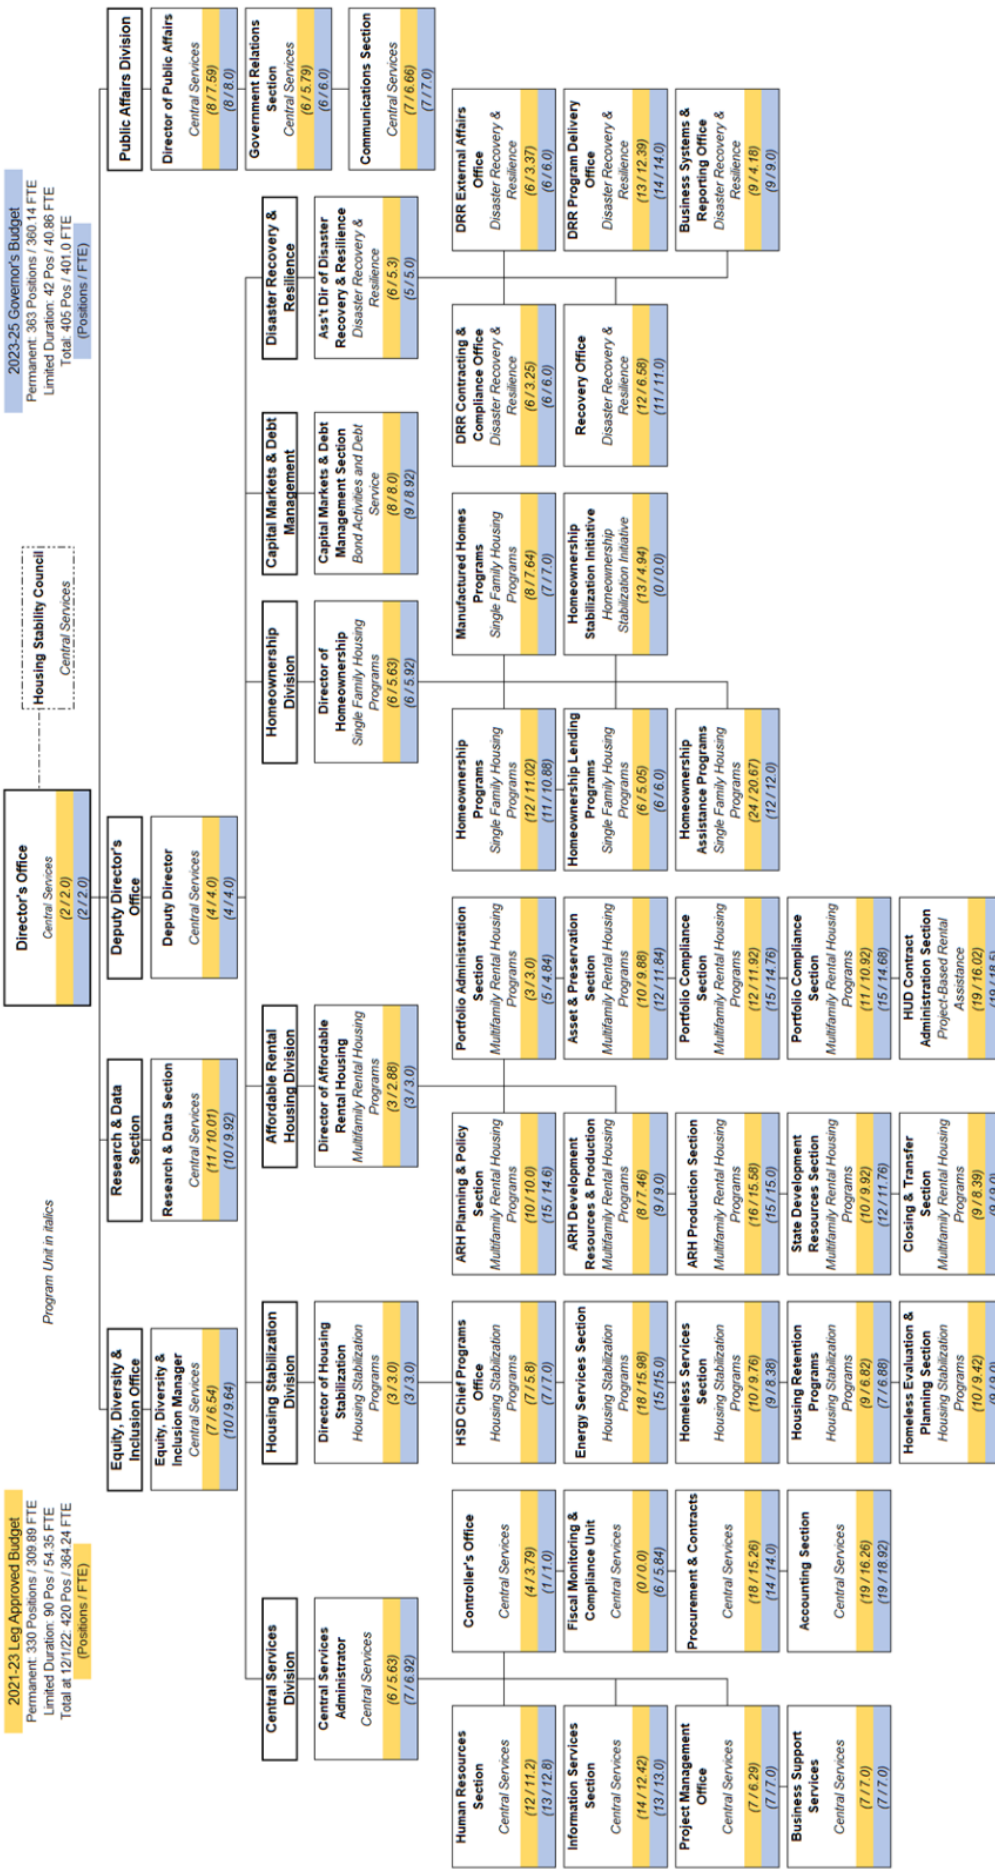 2021-23 Leg Approved Budget
Permanent: 330 Positions / 309.89 FTE
Limited Duration: 90 Pos / 54.35 FTE
Total at 12/1/22: 420 Pos / 364.24 FTE
(Positions / FTE)
Program Unit in italics
Director's Office
Central Services
(2 / 2.0)
(2 / 2.0)
Housing Stability Council
Central Services
2023-25 Governor's Budget
Permanent: 363 Positions / 360.14 FTE
Limited Duration: 42 Pos / 40.86 FTE
Total: 405 Pos / 401.0 FTE
(Positions / FTE)
Equity, Diversity &
Inclusion Office
Equity, Diversity &
Inclusion Manager
Central Services
(7 / 6.54)
(10 / 9.64)
Research & Data
Section
Research & Data Section
Central Services
(11 / 10.01)
(10 / 9.92)
Deputy Director's
Office
Deputy Director
Central Services
(4 / 4.0)
(4 / 4.0)
Public Affairs Division
Director of Public Affairs
Central Services
(8 / 7.59)
(8 / 8.0)
Government Relations
Section
Central Services
(6 / 5.79)
(6 / 6.0)
Communications Section
Central Services
(7 / 6.66)
(7 / 7.0)
Central Services
Division
Central Services
Administrator
Central Services
(6 / 5.63)
(7 / 6.92)
Human Resources
Section
Central Services
(12 / 11.2)
(13 / 12.8)
Information Services
Section
Central Services
(14 / 12.42)
(13 / 13.0)
Project Management
Office
Central Services
(7 / 6.29)
(7 / 7.0)
Business Support
Services
Central Services
(7 / 7.0)
(7 / 7.0)
Controller's Office
Central Services
(4 / 3.79)
(1 / 1.0)
Fiscal Monitoring &
Compliance Unit
Central Services
(0 / 0.0)
(6 / 5.84)
Procurement & Contracts
Central Services
(18 / 15.26)
(14 / 14.0)
Accounting Section
Central Services
(19 / 16.26)
(19 / 18.92)
Housing Stabilization
Division
Director of Housing
Stabilization
Housing Stabilization
Programs
(3 / 3.0)
(3 / 3.0)
HSD Chief Programs
Office
Housing Stabilization
Programs
(7 / 5.8)
(7 / 7.0)
Energy Services Section
Housing Stabilization
Programs
(18 / 15.98)
(15 / 15.0)
Homeless Services
Section
Housing Stabilization
Programs
(10 / 9.76)
(9 / 8.38)
Housing Retention
Programs
Housing Stabilization
Programs
(9 / 6.82)
(7 / 6.88)
Homeless Evaluation &
Planning Section
Housing Stabilization
Programs
(10 / 9.42)
Affordable Rental
Housing Division
Director of Affordable
Rental Housing
Multifamily Rental Housing
Programs
(3 / 2.88)
(3 / 3.0)
ARH Planning & Policy
Section
Multifamily Rental Housing
Programs
(10 / 10.0)
(15 / 14.6)
ARH Development
Resources & Production
Multifamily Rental Housing
Programs
(8 / 7.46)
(9 / 9.0)
ARH Production Section
Multifamily Rental Housing
Programs
(16 / 15.58)
(15 / 15.0)
State Development
Resources Section
Multifamily Rental Housing
Programs
(10 / 9.92)
(12 / 11.76)
Closing & Transfer
Section
Multifamily Rental Housing
Programs
(9 / 8.39)
Portfolio Administration
Section
Multifamily Rental Housing
Programs
(3 / 3.0)
(5 / 4.84)
Asset & Preservation
Section
Multifamily Rental Housing
Programs
(10 / 9.88)
(12 / 11.84)
Portfolio Compliance
Section
Multifamily Rental Housing
Programs
(12 / 11.92)
(15 / 14.76)
Portfolio Compliance
Section
Multifamily Rental Housing
Programs
(11 / 10.92)
(15 / 14.68)
HUD Contract
Administration Section
Project-Based Rental
Assistance
(19 / 16.02)
Homeownership
Division
Director of
Homeownership
Single Family Housing
Programs
(6 / 5.63)
(6 / 5.92)
Homeownership
Programs
Single Family Housing
Programs
(12 / 11.02)
(11 / 10.88)
Homeownership Lending
Programs
Single Family Housing
Programs
(6 / 5.05)
(6 / 6.0)
Homeownership
Assistance Programs
Single Family Housing
Programs
(24 / 20.67)
(12 / 12.0)
Manufactured Homes
Programs
Single Family Housing
Programs
(8 / 7.64)
(7 / 7.0)
Homeownership
Stabilization Initiative
Homeownership
Stabilization Initiative
(13 / 4.94)
(0 / 0.0)
Capital Markets & Debt
Management
Capital Markets & Debt
Management Section
Bond Activities and Debt
Service
(8 / 8.0)
(9 / 8.92)
Disaster Recovery &
Resilience
Ass't Dir of Disaster
Recovery & Resilience
Disaster Recovery &
Resilience
(6 / 5.3)
(5 / 5.0)
DRR Contracting &
Compliance Office
Disaster Recovery &
Resilience
(6 / 3.25)
(6 / 6.0)
Recovery Office
Disaster Recovery &
Resilience
(12 / 6.58)
(11 / 11.0)
DRR External Affairs
Office
Disaster Recovery &
Resilience
(6 / 3.37)
(6 / 6.0)
DRR Program Delivery
Office
Disaster Recovery &
Resilience
(13 / 12.39)
(14 / 14.0)
Business Systems &
Reporting Office
Disaster Recovery &
Resilience
(9 / 4.18)
(9 / 9.0)